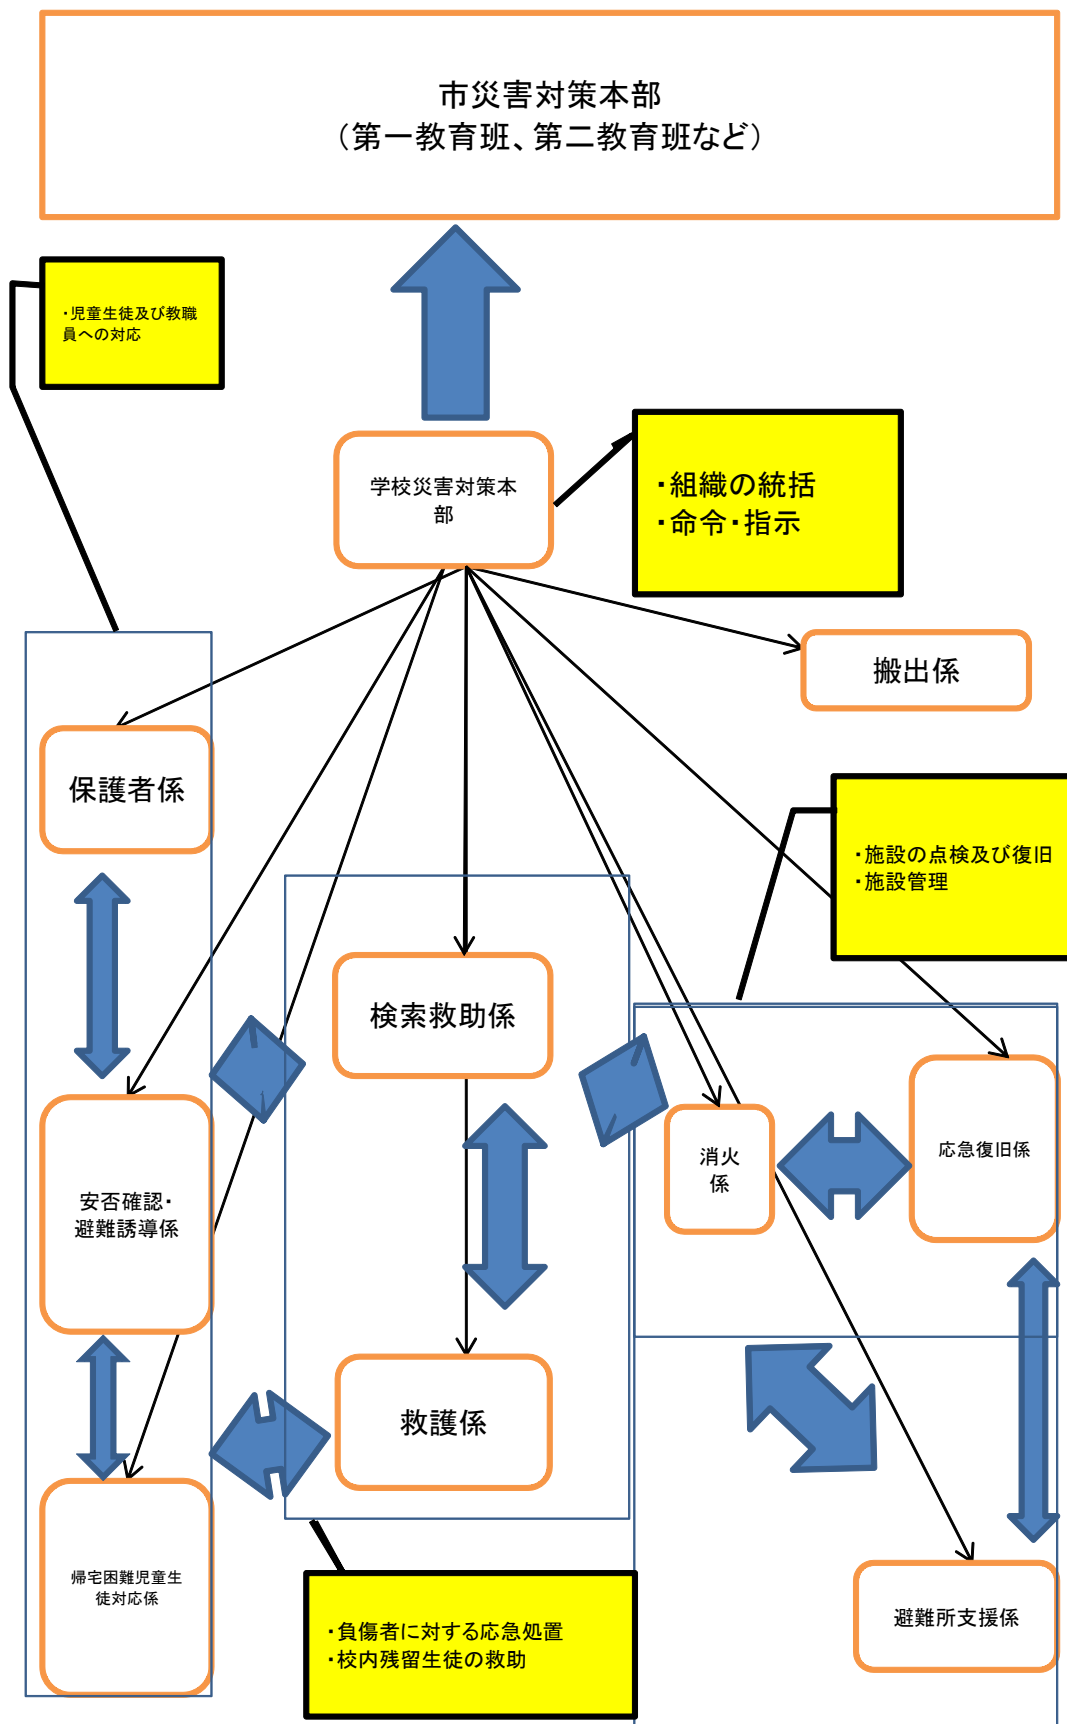 市災害対策本部
（第一教育班、第二教育班など）
・児童生徒及び教職
員への対応
学校災害対策本
部
・組織の統括
・命令・指示
搬出係
保護者係
・施設の点検及び復旧
・施設管理
検索救助係
消火
係
応急復旧係
安否確認・
避難誘導係
救護係
帰宅困難児童生
徒対応係
・負傷者に対する応急処置
・校内残留生徒の救助
避難所支援係